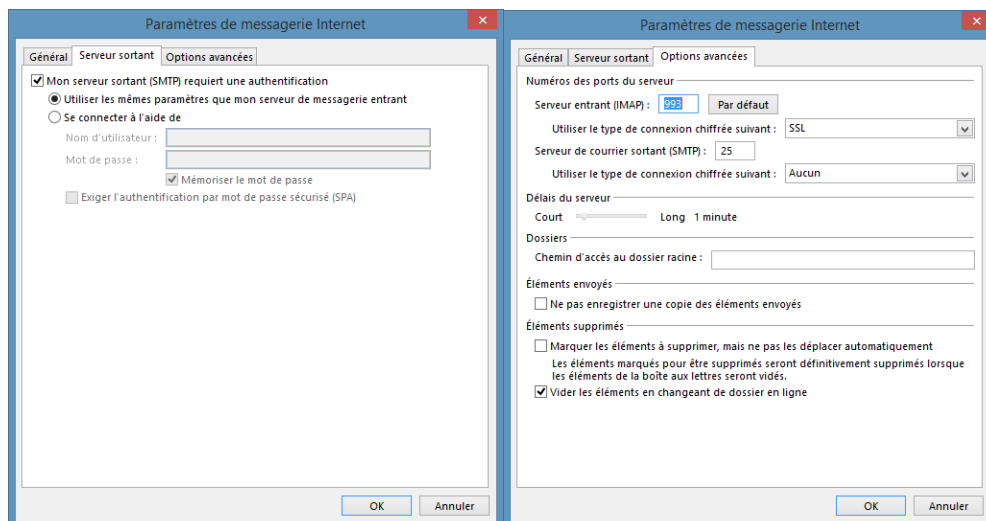 Paramètres de messagerie Internet
Général Serveur sortant Options avancées
Mon serveur sortant (SMTP) requiert une authentification
Utiliser les mêmes paramètres que mon serveur de messagerie entrant
Se connecter à l'aide de
Nom d'utilisateur :
Mot de passe :
Mémoriser le mot de passe
Exiger l'authentification par mot de passe sécurisé (SPA)
OK Annuler
Paramètres de messagerie Internet
Général Serveur sortant Options avancées
Numéros des ports du serveur
Serveur entrant (IMAP) : 993 Par défaut
Utiliser le type de connexion chiffrée suivant : SSL
Serveur de courrier sortant (SMTP) : 25
Utiliser le type de connexion chiffrée suivant : Aucun
Délais du serveur
Court Long 1 minute
Dossiers
Chemin d'accès au dossier racine :
Éléments envoyés
Ne pas enregistrer une copie des éléments envoyés
Éléments supprimés
Marquer les éléments à supprimer, mais ne pas les déplacer automatiquement
Les éléments marqués pour être supprimés seront définitivement supprimés lorsque
les éléments de la boîte aux lettres seront vidés.
Vider les éléments en changeant de dossier en ligne
OK Annuler